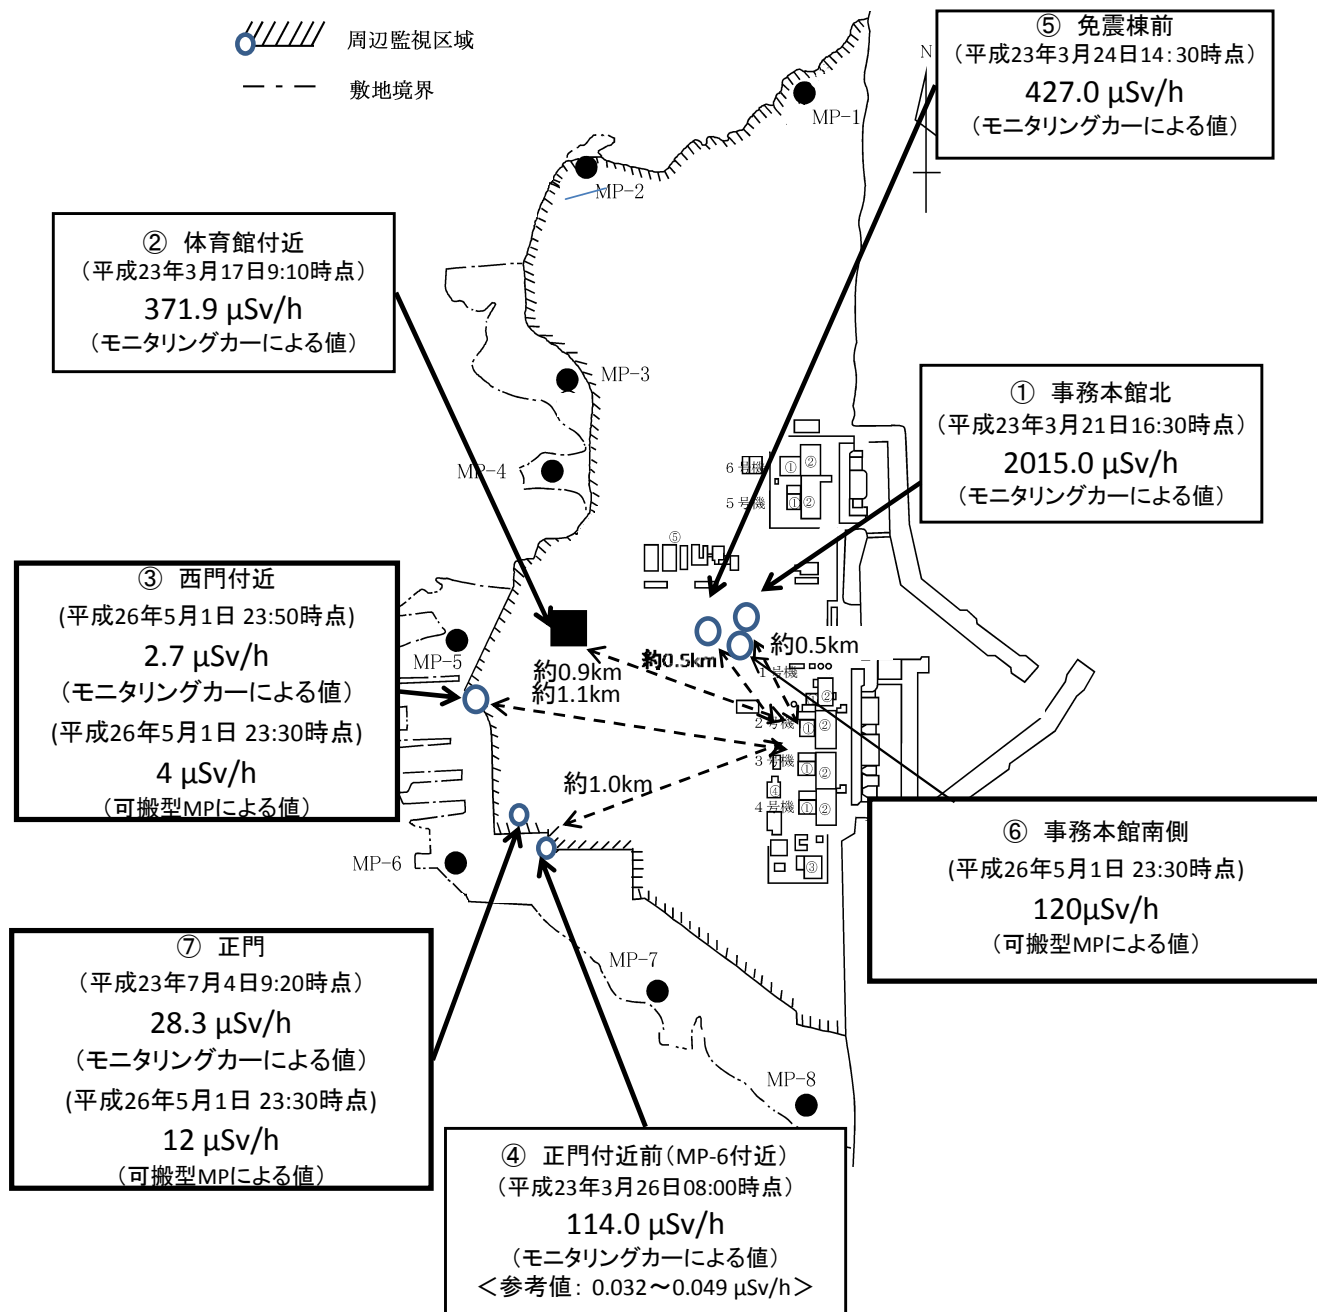 周辺監視区域
敷地境界
⑤ 免震棟前
（平成23年3月24日14:30時点）
427.0 μSv/h
（モニタリングカーによる値）
N
MP-1
MP-2
② 体育館付近
（平成23年3月17日9:10時点）
371.9 μSv/h
（モニタリングカーによる値）
MP-3
MP-4
① 事務本館北
（平成23年3月21日16:30時点）
2015.0 μSv/h
（モニタリングカーによる値）
6号機
① ②
5号機
① ②
⑤
③ 西門付近
(平成26年5月1日 23:50時点)
2.7 μSv/h
（モニタリングカーによる値）
(平成26年5月1日 23:30時点)
4 μSv/h
（可搬型MPによる値）
MP-5
約0.9km
約1.1km
約0.5km
約0.5km
1号機
②
2号機
① ②
3号機
① ②
④
4号機
① ②
③
約1.0km
MP-6
⑥ 事務本館南側
(平成26年5月1日 23:30時点)
120μSv/h
（可搬型MPによる値）
⑦ 正門
（平成23年7月4日9:20時点）
28.3 μSv/h
（モニタリングカーによる値）
(平成26年5月1日 23:30時点)
12 μSv/h
（可搬型MPによる値）
MP-7
MP-8
④ 正門付近前（MP-6付近）
（平成23年3月26日08:00時点）
114.0 μSv/h
（モニタリングカーによる値）
＜参考値：0.032～0.049 μSv/h＞